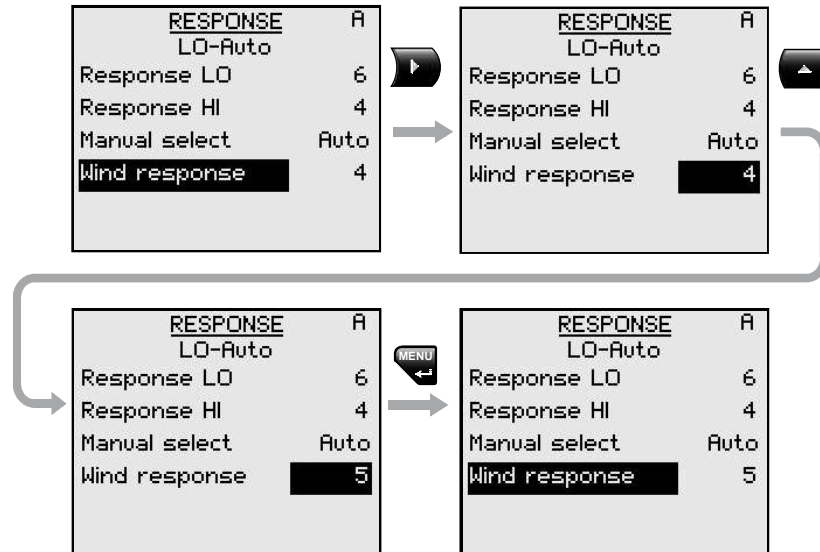 RESPONSE A
LO-Auto
Response LO 6
Response HI 4
Manual select Auto
Wind response 4
RESPONSE A
LO-Auto
Response LO 6
Response HI 4
Manual select Auto
Wind response 4
RESPONSE A
LO-Auto
Response LO 6
Response HI 4
Manual select Auto
Wind response 5
MENU
RESPONSE A
LO-Auto
Response LO 6
Response HI 4
Manual select Auto
Wind response 5